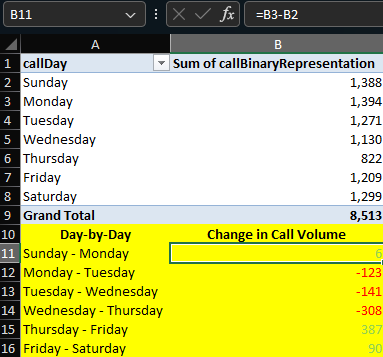 B11 fx =B3-B2
A B
1 callDay Sum of callBinaryRepresentation
2 Sunday 1,388
3 Monday 1,394
4 Tuesday 1,271
5 Wednesday 1,130
6 Thursday 822
7 Friday 1,209
8 Saturday 1,299
9 Grand Total 8,513
10 Day-by-Day Change in Call Volume
11 Sunday - Monday 6
12 Monday - Tuesday -123
13 Tuesday - Wednesday -141
14 Wednesday - Thursday -308
15 Thursday - Friday 387
16 Friday - Saturday 90